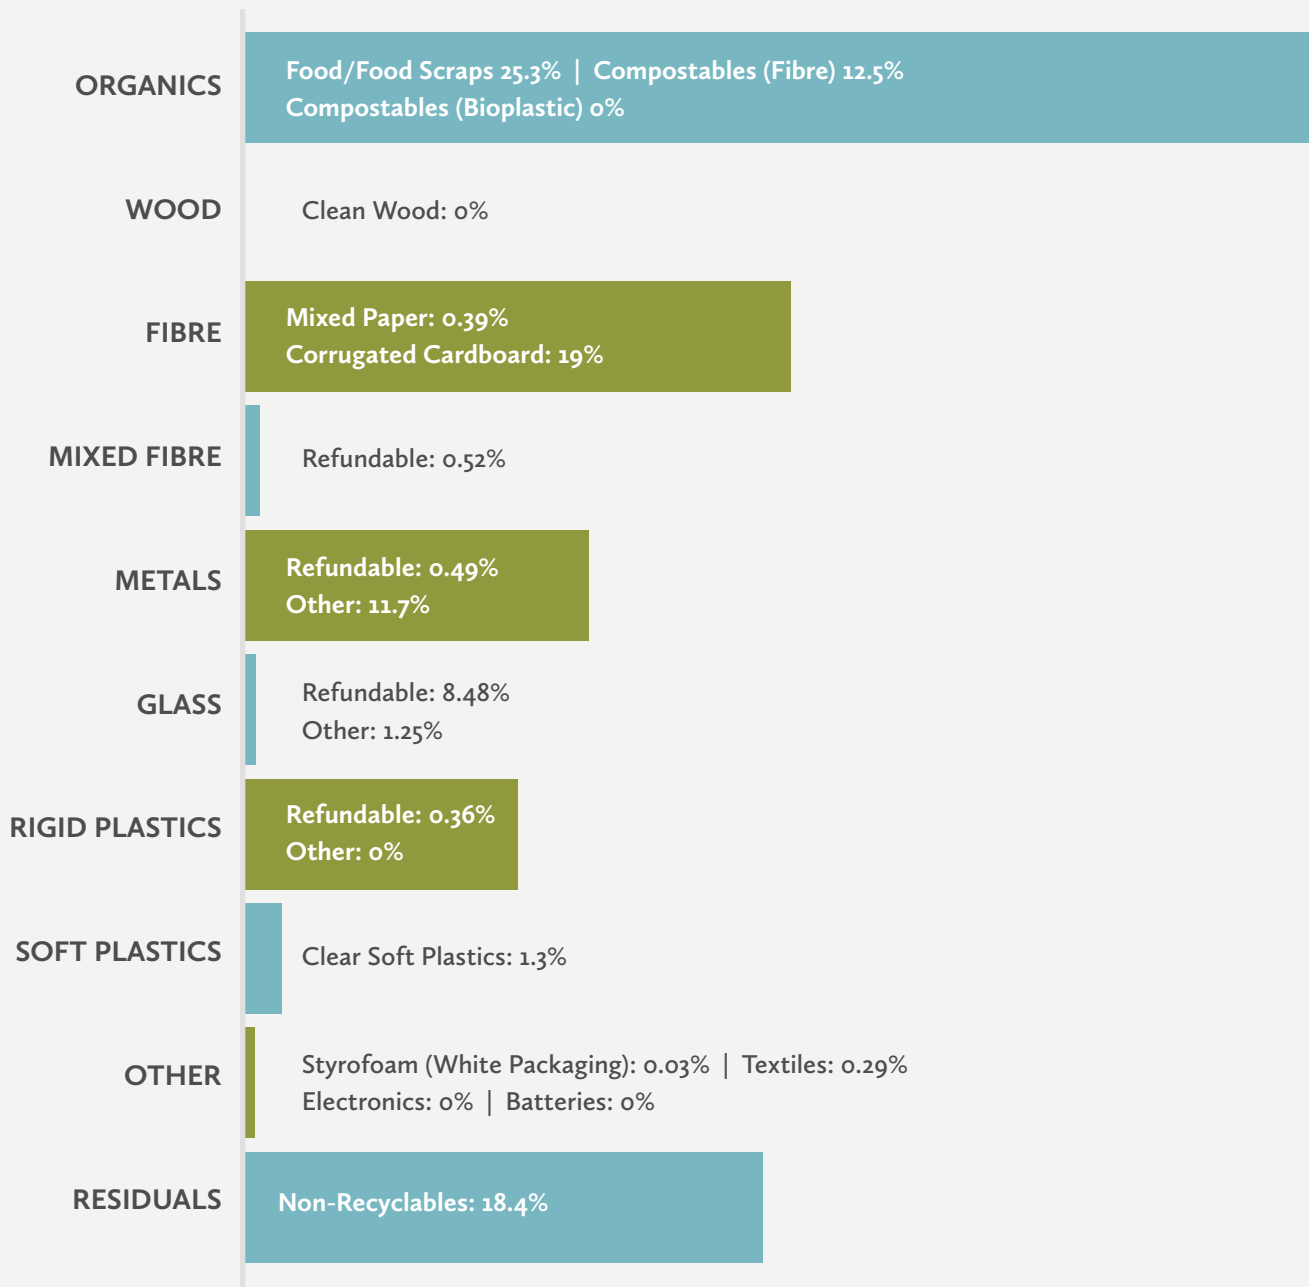 ORGANICS
Food/Food Scraps 25.3% | Compostables (Fibre) 12.5%
Compostables (Bioplastic) 0%
WOOD
Clean Wood: 0%
FIBRE
Mixed Paper: 0.39%
Corrugated Cardboard: 19%
MIXED FIBRE
Refundable: 0.52%
METALS
Refundable: 0.49%
Other: 11.7%
GLASS
Refundable: 8.48%
Other: 1.25%
RIGID PLASTICS
Refundable: 0.36%
Other: 0%
SOFT PLASTICS
Clear Soft Plastics: 1.3%
OTHER
Styrofoam (White Packaging): 0.03% | Textiles: 0.29%
Electronics: 0% | Batteries: 0%
RESIDUALS
Non-Recyclables: 18.4%